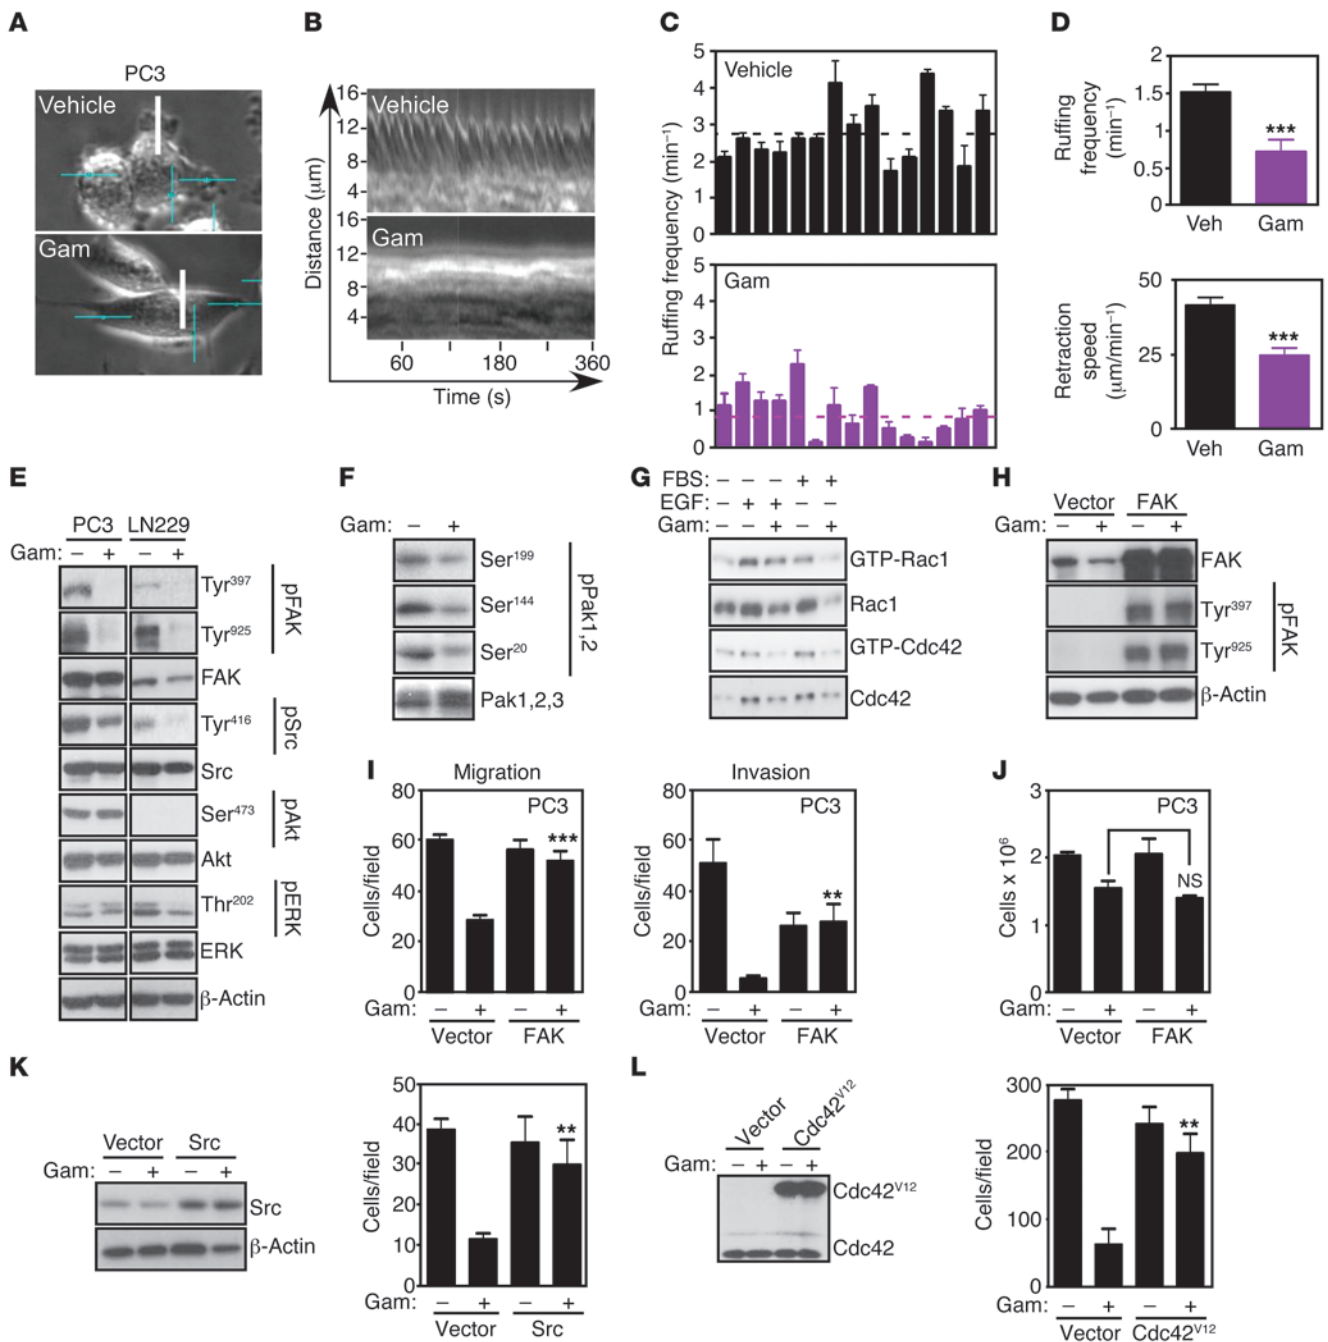 A
PC3
Vehicle
Gam
B
Distance (μm)
16
12
8
4
Vehicle
16
12
8
4
Gam
60
180
360
Time (s)
C
Ruffing frequency (min⁻¹)
5
4
3
2
1
0
Vehicle
5
4
3
2
1
0
Gam
D
Ruffing
frequency
(min⁻¹)
2
1.5
1
0.5
0
***
Veh Gam
Retraction
speed
(μm/min⁻¹)
50
25
0
***
Veh Gam
E
PC3 LN229
Gam: – + – +
Tyr³⁹⁷
Tyr⁹²⁵
pFAK
FAK
Tyr⁴¹⁶
pSrc
Src
Ser⁴⁷³
pAkt
Akt
Thr²⁰²
pERK
ERK
β-Actin
F
Gam: – +
Ser¹⁹⁹
Ser¹⁴⁴
Ser²⁰
pPak1,2
Pak1,2,3
G
FBS: – – – + +
EGF: – + + – –
Gam: – – + – +
GTP-Rac1
Rac1
GTP-Cdc42
Cdc42
H
Vector FAK
Gam: – + – +
FAK
Tyr³⁹⁷
Tyr⁹²⁵
pFAK
β-Actin
I
Migration
PC3
Cells/field
80
60
40
20
0
***
Gam: – + – +
Vector FAK
Invasion
PC3
Cells/field
80
60
40
20
0
**
Gam: – + – +
Vector FAK
J
PC3
Cells x 10⁶
3
2
1
0
NS
Gam: – + – +
Vector FAK
K
Vector Src
Gam: – + – +
Src
β-Actin
Cells/field
50
40
30
20
10
0
**
Gam: – + – +
Vector Src
L
Vector Cdc42ⱽ¹²
Gam: – + – +
Cdc42ⱽ¹²
Cdc42
Cells/field
300
200
100
0
**
Gam: – + – +
Vector Cdc42ⱽ¹²